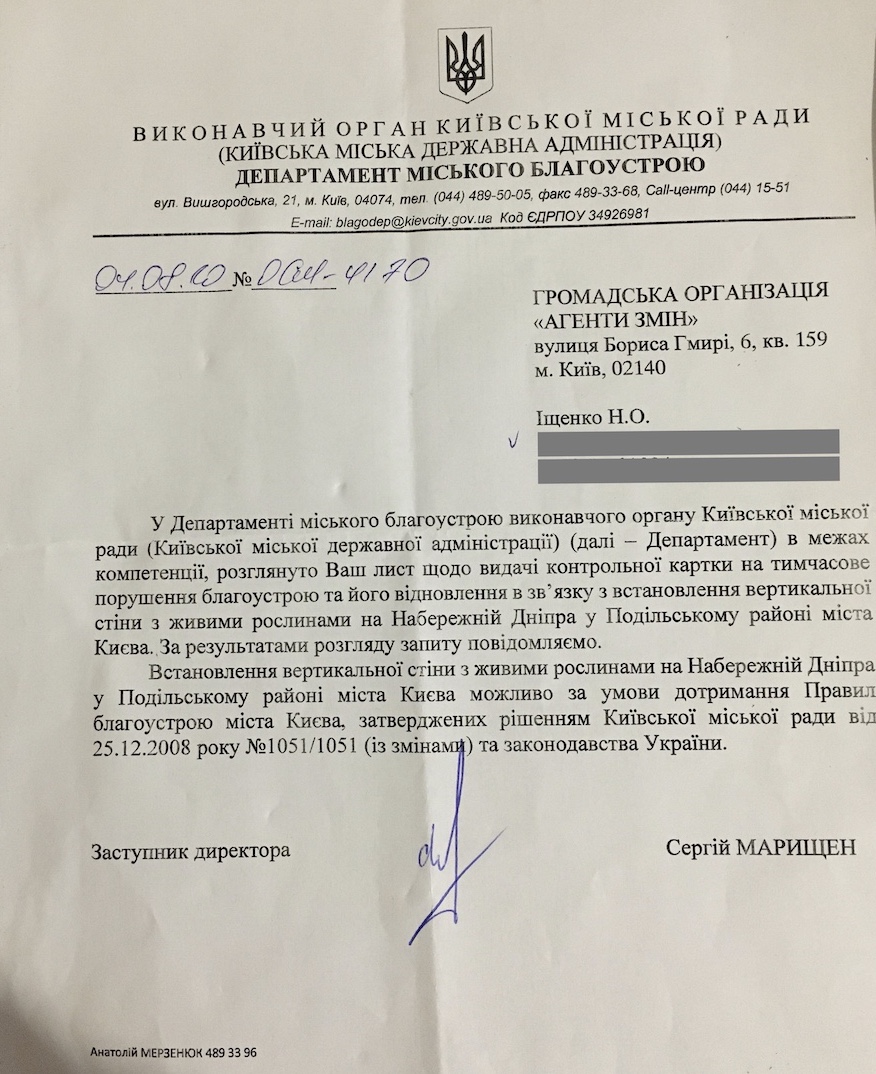 ВИКОНАВЧИЙ ОРГАН КИЇВСЬКОЇ МІСЬКОЇ РАДИ
(КИЇВСЬКА МІСЬКА ДЕРЖАВНА АДМІНІСТРАЦІЯ)
ДЕПАРТАМЕНТ МІСЬКОГО БЛАГОУСТРОЮ
вул. Вишгородська, 21, м. Київ, 04074, тел. (044) 489-50-05, факс 489-33-68, Call-центр (044) 15-51
E-mail: blagodep@kievcity.gov.ua Код ЄДРПОУ 34926981
№ -4170
ГРОМАДСЬКА ОРГАНІЗАЦІЯ
«АГЕНТИ ЗМІН»
вулиця Бориса Гмирі, 6, кв. 159
м. Київ, 02140
Іщенко Н.О.
У Департаменті міського благоустрою виконавчого органу Київської міської
ради (Київської міської державної адміністрації) (далі – Департамент) в межах
компетенції, розглянуто Ваш лист щодо видачі контрольної картки на тимчасове
порушення благоустрою та його відновлення в зв’язку з встановлення вертикальної
стіни з живими рослинами на Набережній Дніпра у Подільському районі міста
Києва. За результатами розгляду запиту повідомляємо.
Встановлення вертикальної стіни з живими рослинами на Набережній Дніпра
у Подільському районі міста Києва можливо за умови дотримання Правил
благоустрою міста Києва, затверджених рішенням Київської міської ради від
25.12.2008 року №1051/1051 (із змінами) та законодавства України.
Заступник директора
Сергій МАРИЩЕН
Анатолій МЕРЗЕНЮК 489 33 96